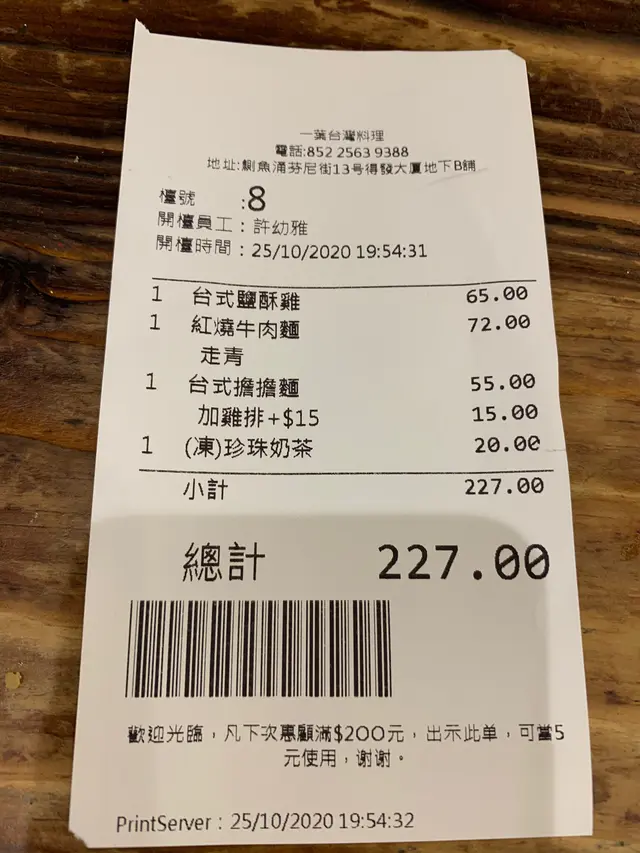 一葉台灣料理
電話:852 2563 9388
地址:鰂魚涌芬尼街13号得發大厦地下B舖
檯號 :8
開檯員工：許幼雅
開檯時間：25/10/2020 19:54:31
1 台式鹽酥雞 65.00
1 紅燒牛肉麵 72.00
走青
1 台式擔擔麵 55.00
加雞排+$15 15.00
1 (凍)珍珠奶茶 20.00
小計 227.00
總計 227.00
歡迎光臨，凡下次惠顧滿$200元，出示此单，可當5
元使用，谢谢。
PrintServer：25/10/2020 19:54:32